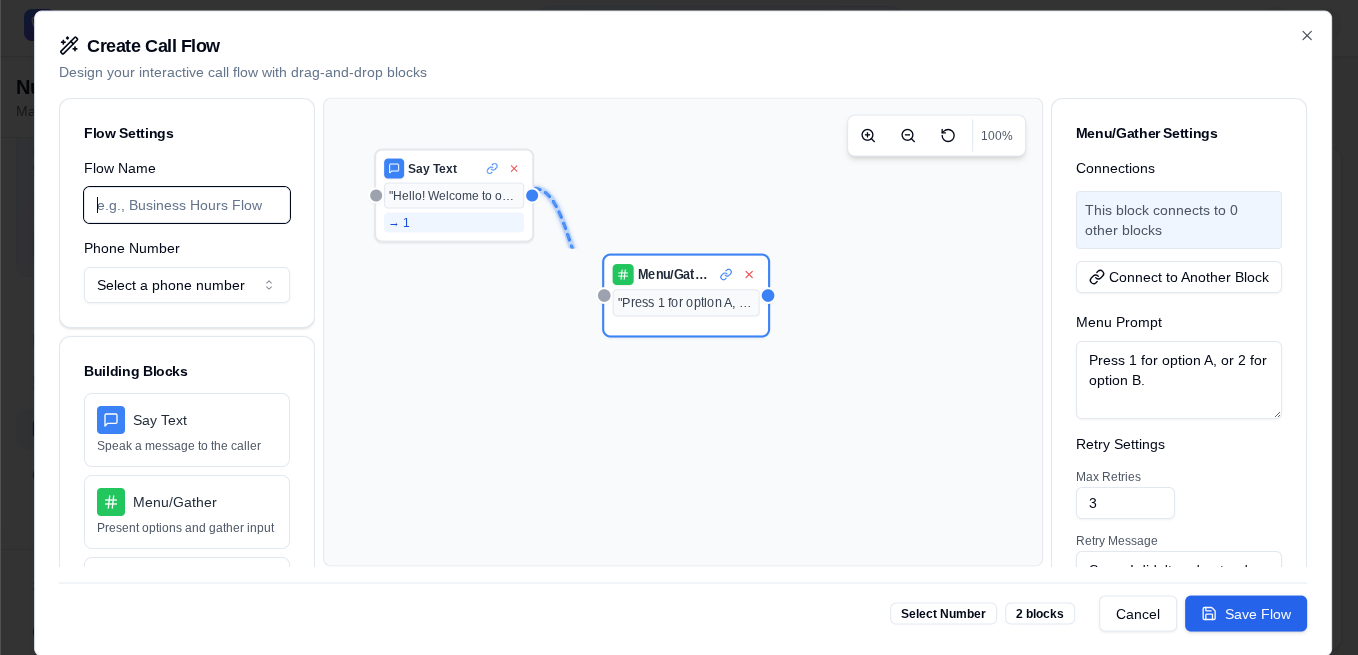 Create Call Flow
Design your interactive call flow with drag-and-drop blocks
Flow Settings
Flow Name
e.g., Business Hours Flow
Phone Number
Select a phone number
Building Blocks
Say Text
Speak a message to the caller
Menu/Gather
Present options and gather input
100%
Say Text
"Hello! Welcome to o...
→ 1
Menu/Gat...
"Press 1 for option A, ...
Menu/Gather Settings
Connections
This block connects to 0
other blocks
Connect to Another Block
Menu Prompt
Press 1 for option A, or 2 for
option B.
Retry Settings
Max Retries
3
Retry Message
Select Number
2 blocks
Cancel
Save Flow